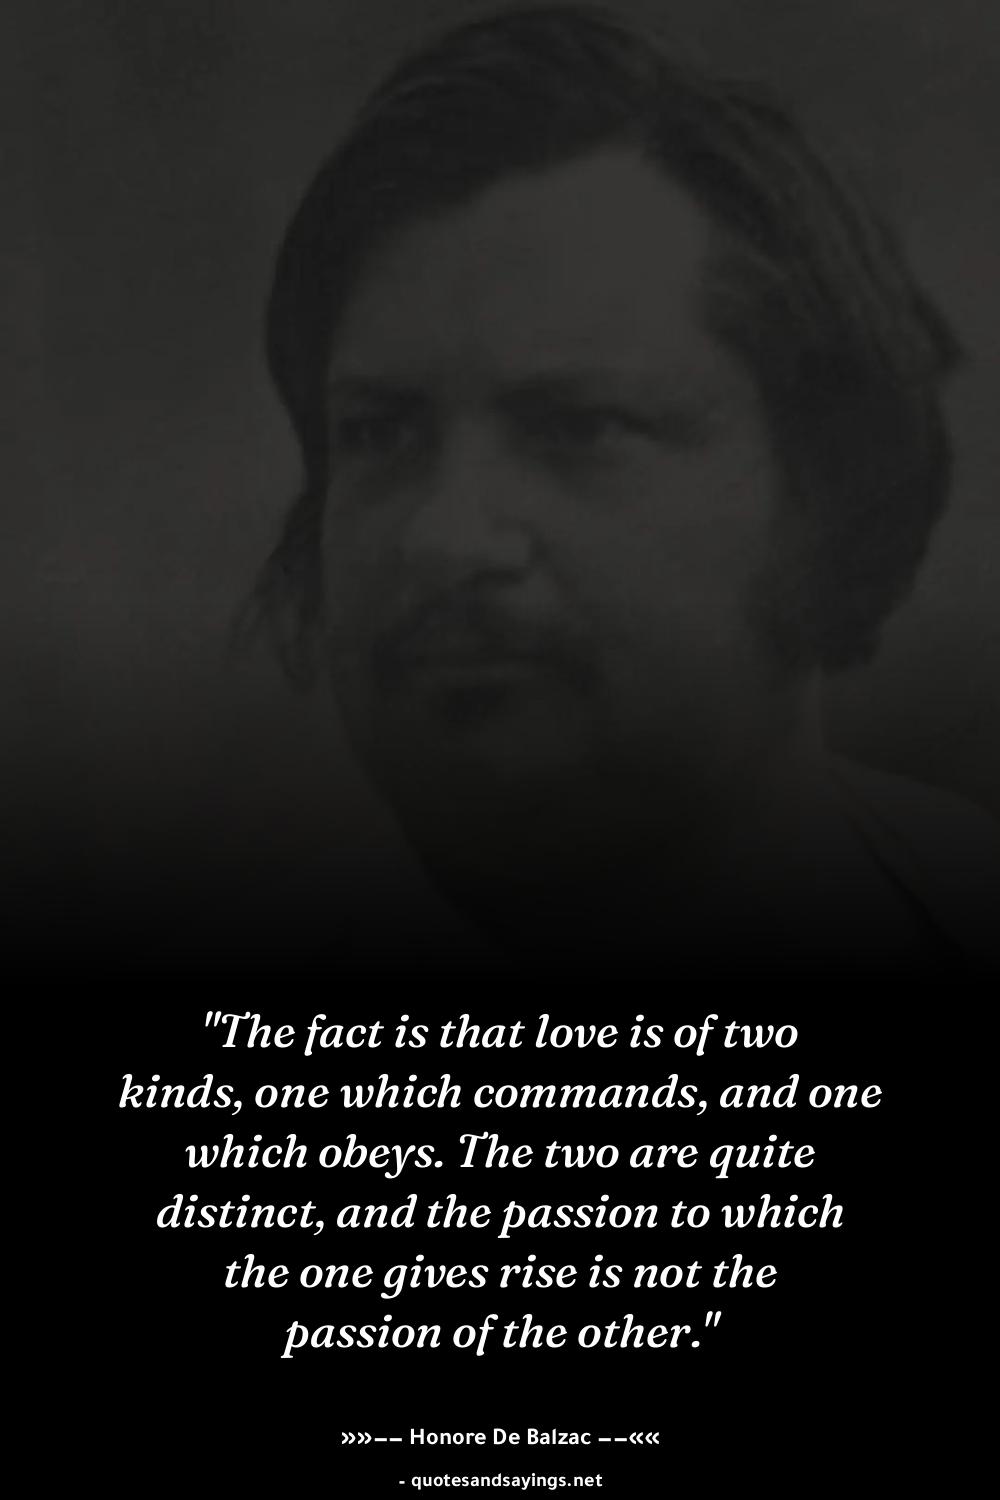 "The fact is that love is of two
kinds, one which commands, and one
which obeys. The two are quite
distinct, and the passion to which
the one gives rise is not the
passion of the other."
»»−− Honore De Balzac −−««
- quotesandsayings.net